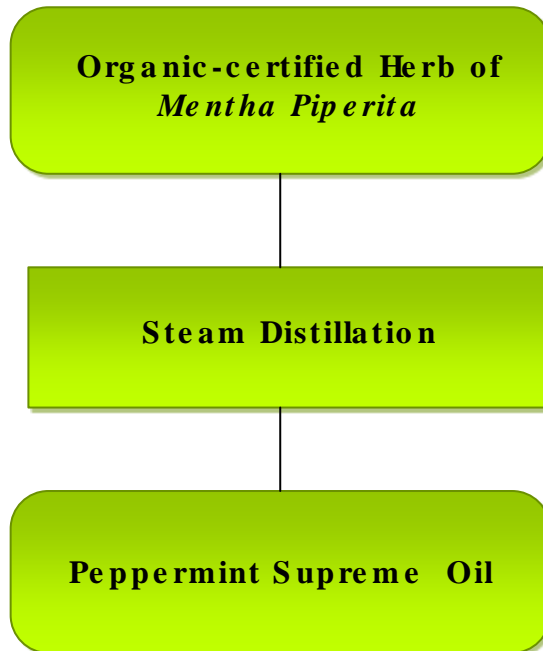 Organic-certified Herb of
Mentha Piperita
Steam Distillation
Peppermint Supreme Oil